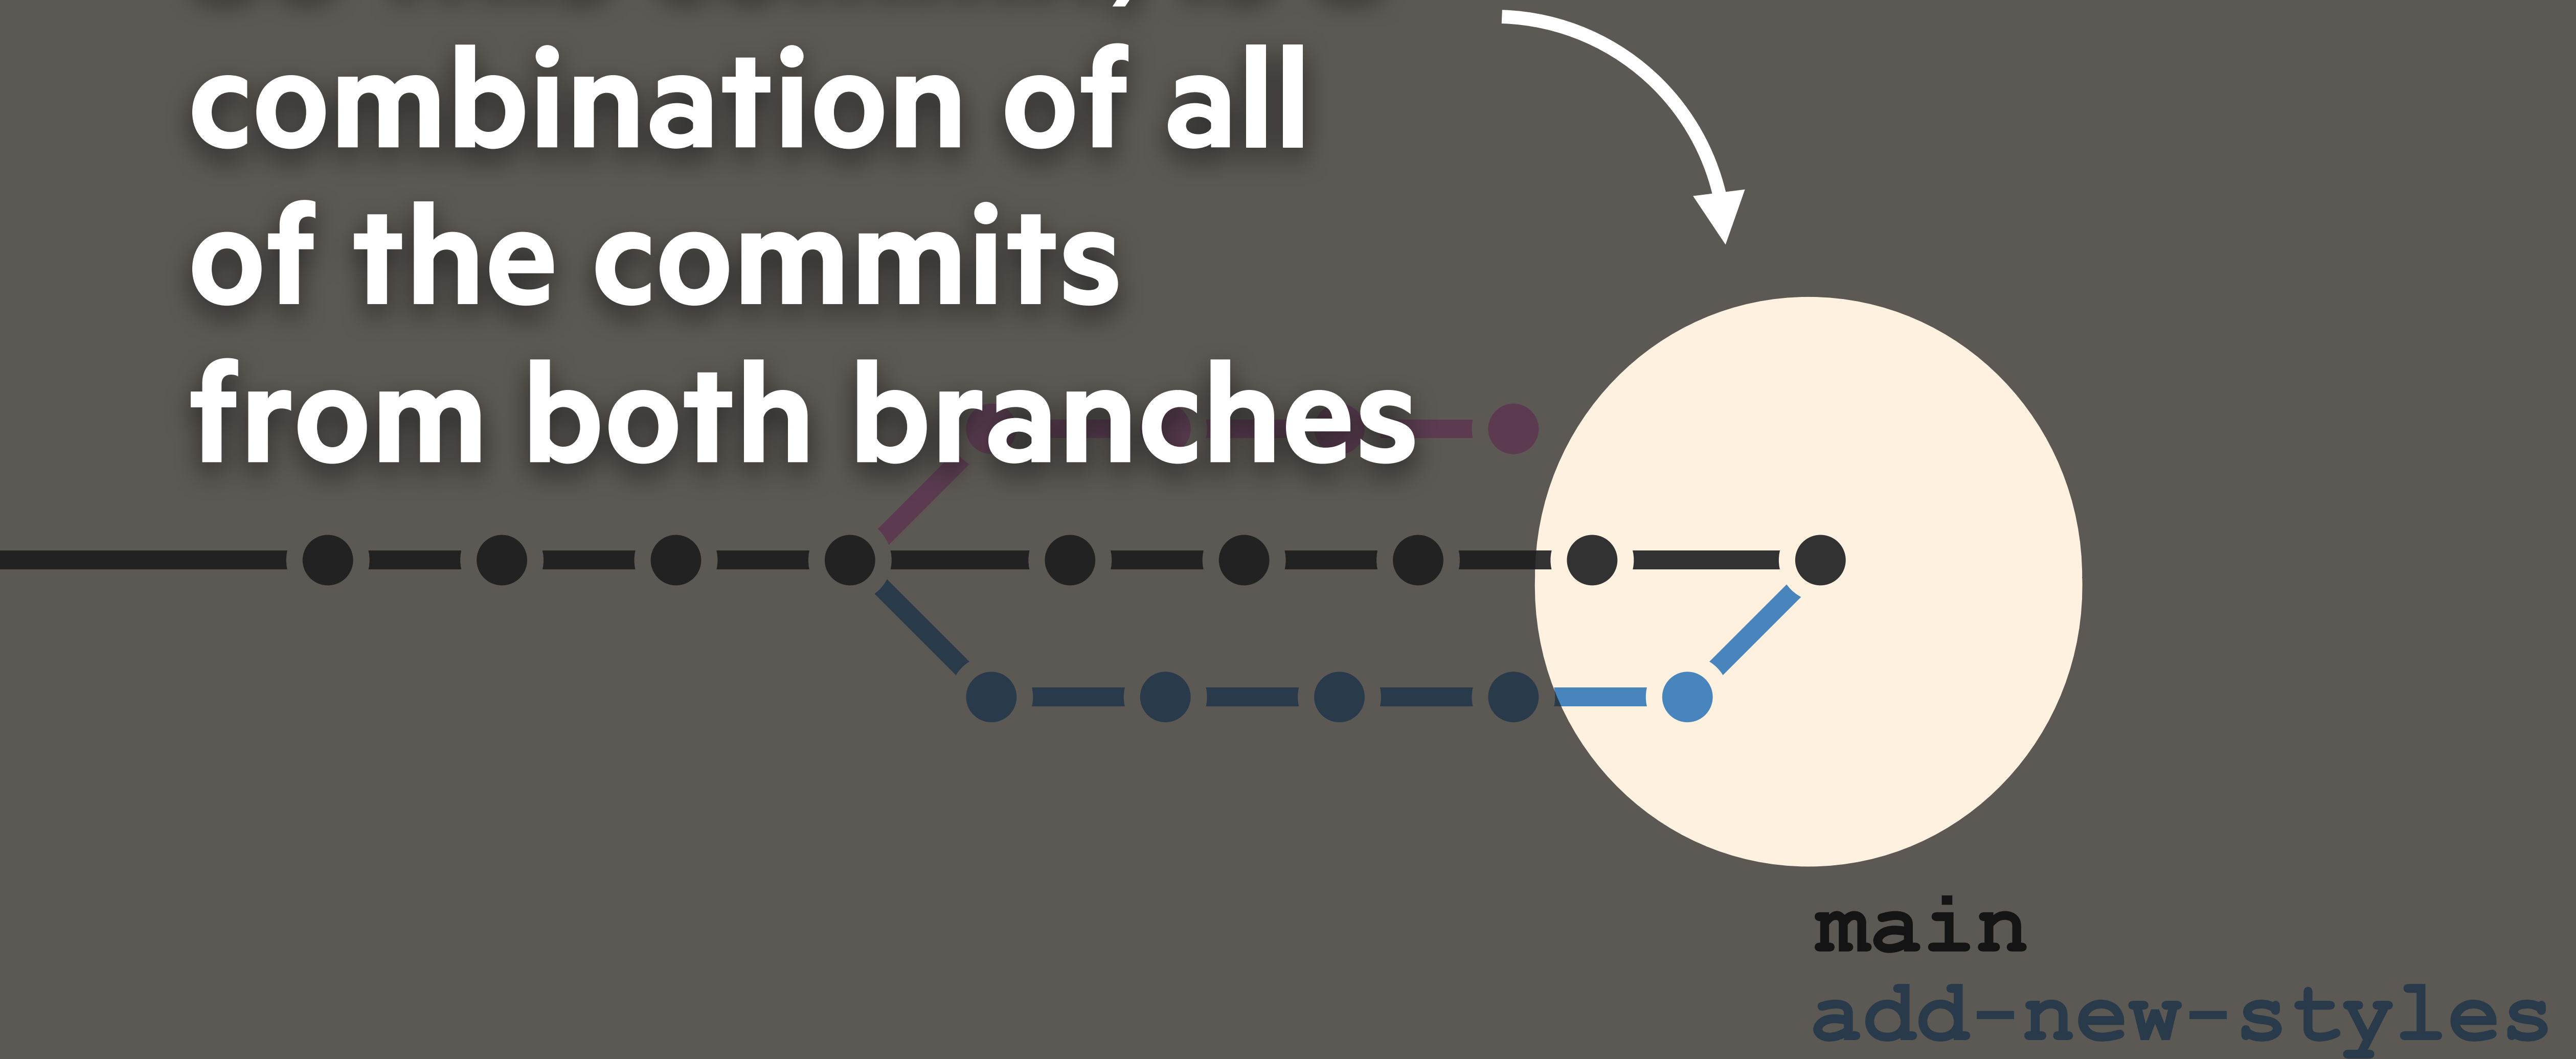 combination of all
of the commits
from both branches
main
add-new-styles